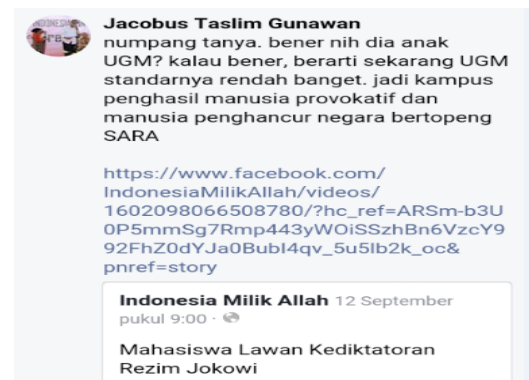 Jacobus Taslim Gunawan
numpang tanya. bener nih dia anak
UGM? kalau bener, berarti sekarang UGM
standarnya rendah banget. jadi kampus
penghasil manusia provokatif dan
manusia penghancur negara bertopeng
SARA
https://www.facebook.com/
IndonesiaMilikAllah/videos/
1602098066508780/?hc_ref=ARSm-b3U
0P5mmSg7Rmp443yWOiSSzhBn6VzcY9
92FhZ0dYJa0BubI4qv_5u5Ib2k_oc&
pnref=story
Indonesia Milik Allah 12 September
pukul 9:00 ·
Mahasiswa Lawan Kediktatoran
Rezim Jokowi